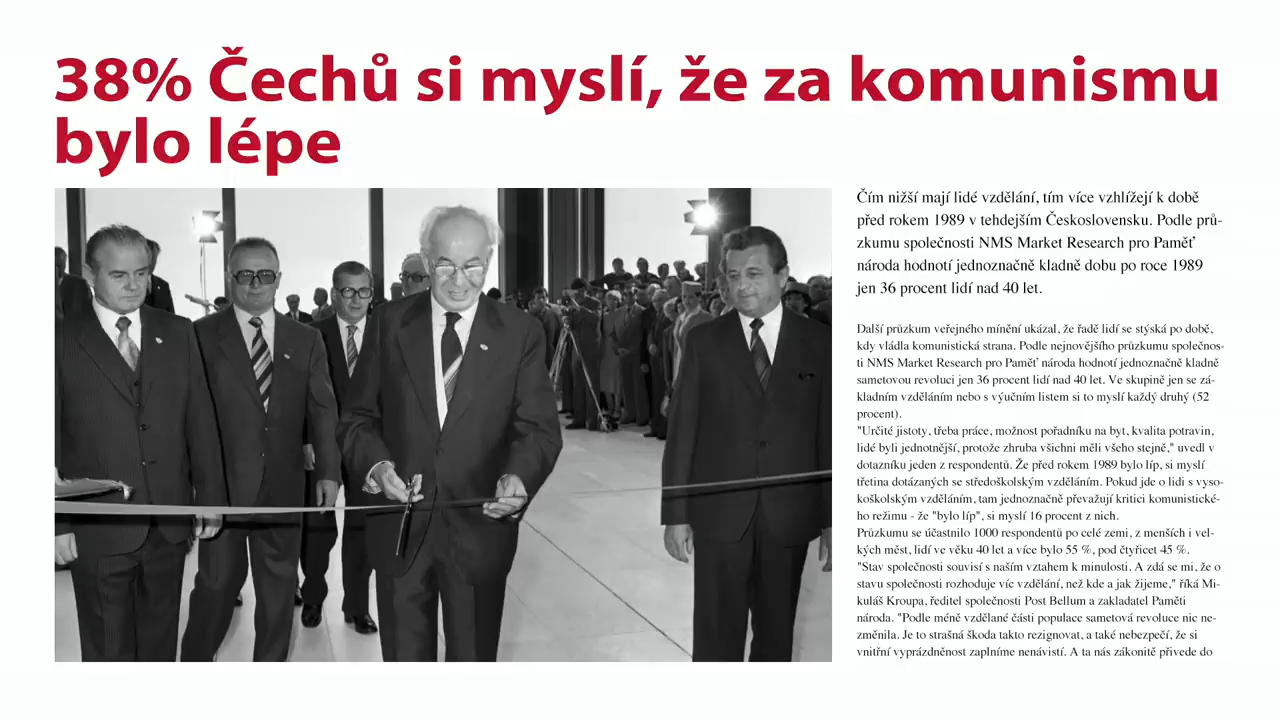 38% Čechů si myslí, že za komunismu
bylo lépe
Čím nižší mají lidé vzdělání, tím více vzhlížejí k době
před rokem 1989 v tehdejším Československu. Podle prů-
zkumu společnosti NMS Market Research pro Paměť
národa hodnotí jednoznačně kladně dobu po roce 1989
jen 36 procent lidí nad 40 let.
Další průzkum veřejného mínění ukázal, že řadě lidí se stýská po době,
kdy vládla komunistická strana. Podle nejnovějšího průzkumu společnos-
ti NMS Market Research pro Paměť národa hodnotí jednoznačně kladně
sametovou revoluci jen 36 procent lidí nad 40 let. Ve skupině jen se zá-
kladním vzděláním nebo s výučním listem si to myslí každý druhý (52
procent).
"Určité jistoty, třeba práce, možnost pořadníku na byt, kvalita potravin,
lidé byli jednotnější, protože zhruba všichni měli všeho stejně," uvedl v
dotazníku jeden z respondentů. Že před rokem 1989 bylo líp, si myslí
třetina dotázaných se středoškolským vzděláním. Pokud jde o lidi s vyso-
koškolským vzděláním, tam jednoznačně převažují kritici komunistické-
ho režimu - že "bylo líp", si myslí 16 procent z nich.
Průzkumu se účastnilo 1000 respondentů po celé zemi, z menších i vel-
kých měst, lidí ve věku 40 let a více bylo 55 %, pod čtyřicet 45 %.
"Stav společnosti souvisí s naším vztahem k minulosti. A zdá se mi, že o
stavu společnosti rozhoduje víc vzdělání, než kde a jak žijeme," říká Mi-
kuláš Kroupa, ředitel společnosti Post Bellum a zakladatel Paměti
národa. "Podle méně vzdělané části populace sametová revoluce nic ne-
změnila. Je to strašná škoda takto rezignovat, a také nebezpečí, že si
vnitřní vyprázdněnost zaplníme nenávistí. A ta nás zákonitě přivede do